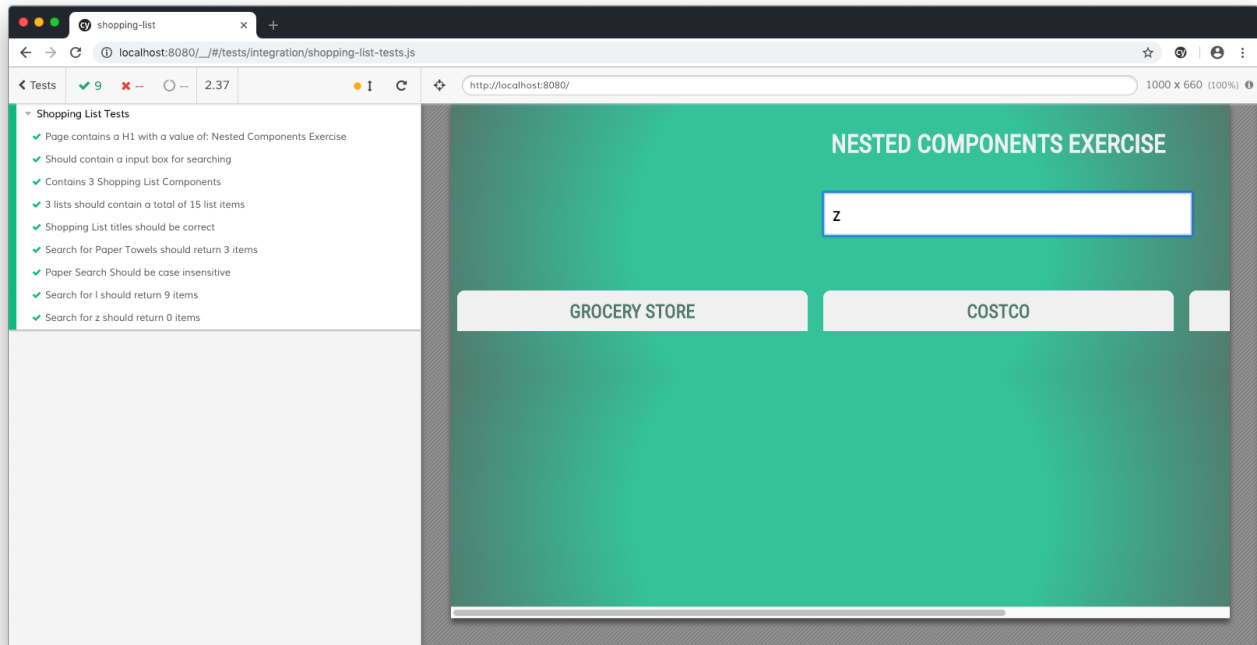 cy shopping-list × +
localhost:8080/__/#/tests/integration/shopping-list-tests.js cy
Tests 9 -- -- 2.37 http://localhost:8080/ 1000 x 660 (100%)
Shopping List Tests
Page contains a H1 with a value of: Nested Components Exercise
Should contain a input box for searching
Contains 3 Shopping List Components
3 lists should contain a total of 15 list items
Shopping List titles should be correct
Search for Paper Towels should return 3 items
Paper Search Should be case insensitive
Search for l should return 9 items
Search for z should return 0 items
NESTED COMPONENTS EXERCISE
z
GROCERY STORE COSTCO